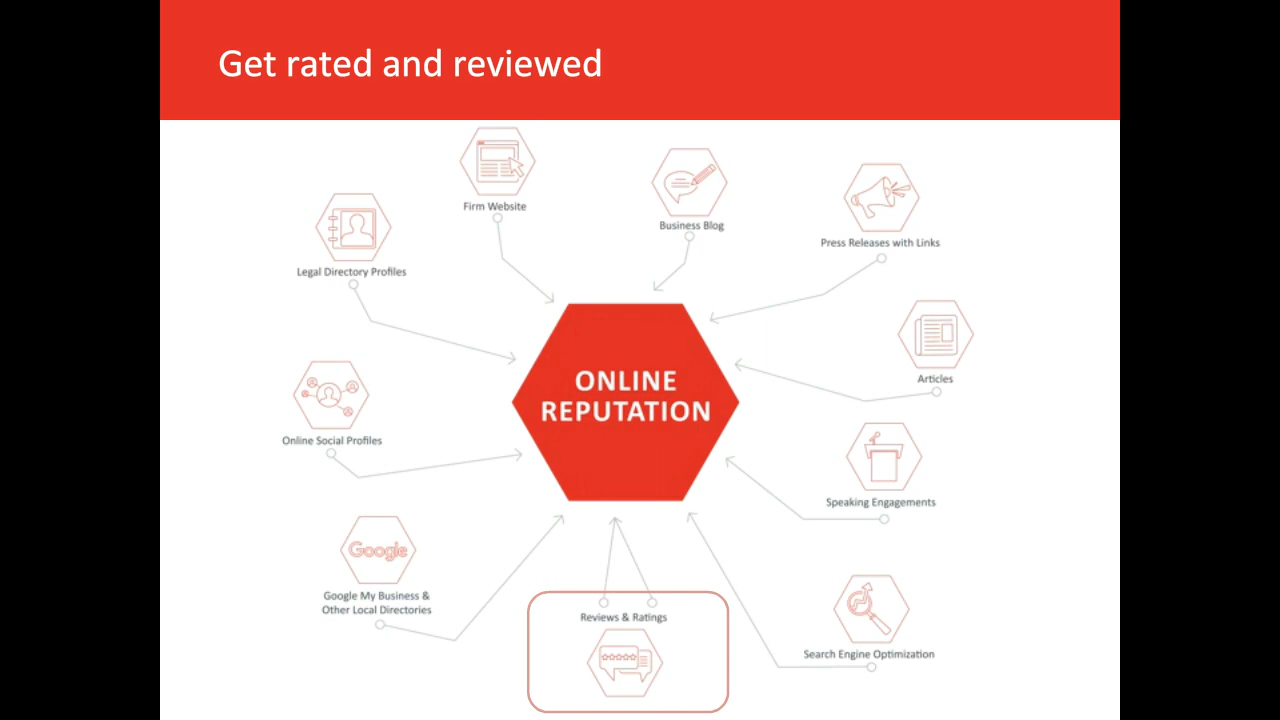 Get rated and reviewed
Firm Website
Business Blog
Press Releases with Links
Legal Directory Profiles
ONLINE
REPUTATION
Articles
Online Social Profiles
Speaking Engagements
Google
Google My Business &
Other Local Directories
Reviews & Ratings
Search Engine Optimization